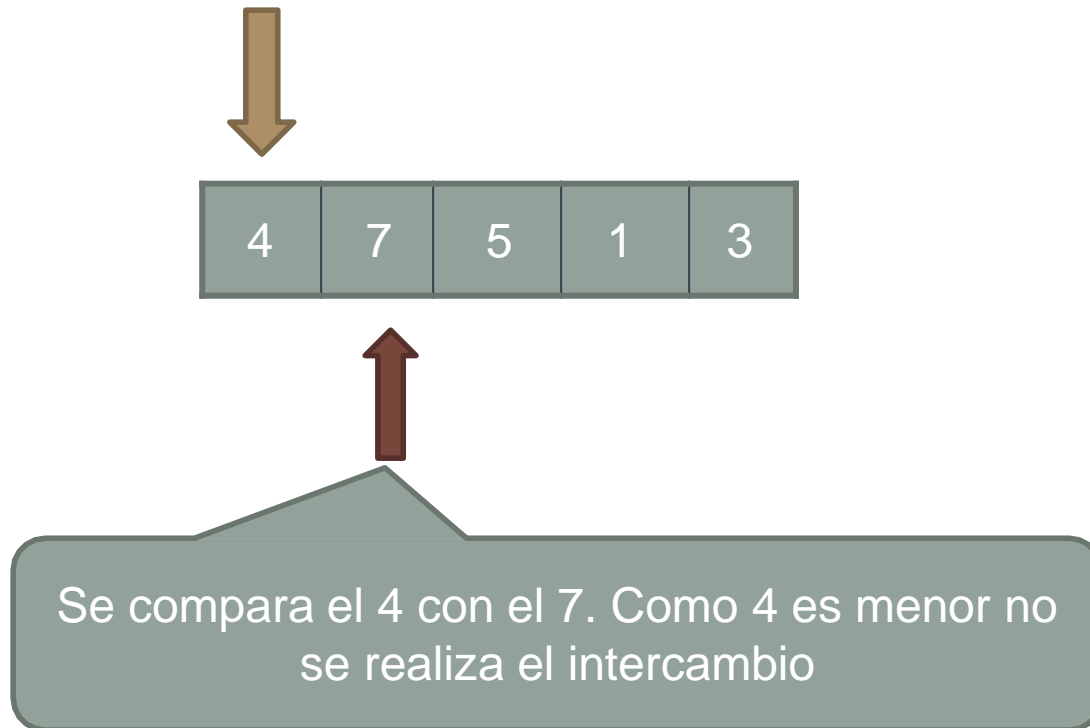 4 7 5 1 3
Se compara el 4 con el 7. Como 4 es menor no
se realiza el intercambio